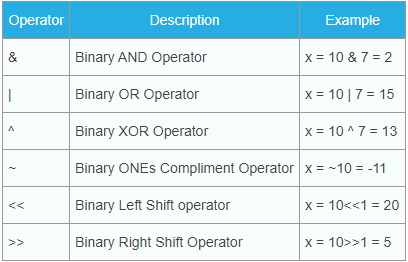 Operator Description Example
& Binary AND Operator x = 10 & 7 = 2
| Binary OR Operator x = 10 | 7 = 15
^ Binary XOR Operator x = 10 ^ 7 = 13
~ Binary ONEs Compliment Operator x = ~10 = -11
<< Binary Left Shift operator x = 10<<1 = 20
>> Binary Right Shift Operator x = 10>>1 = 5